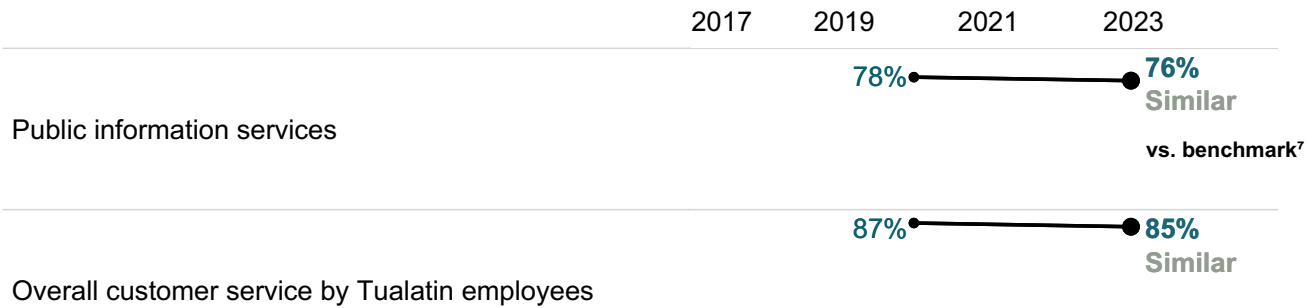 2017 2019 2021 2023
78% 76%
Similar
Public information services
vs. benchmark⁷
87% 85%
Similar
Overall customer service by Tualatin employees